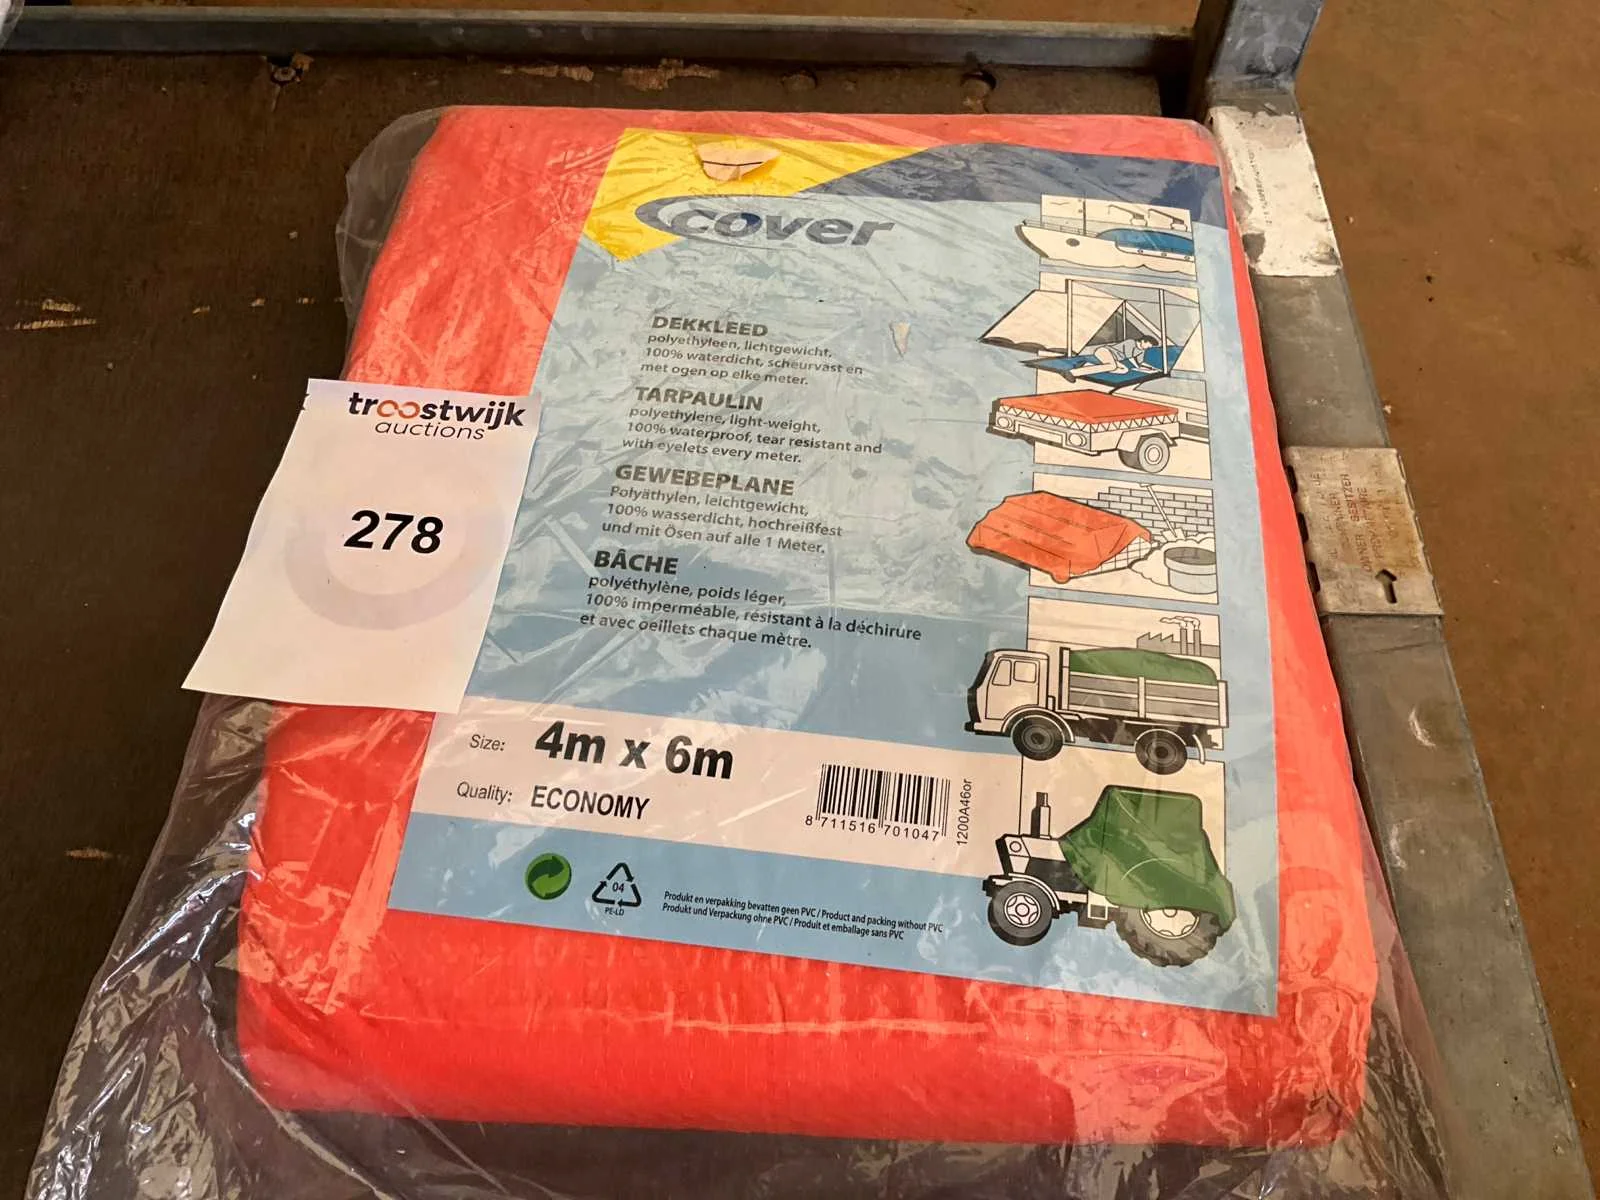 cover
DEKKLEED
polyethyleen, lichtgewicht,
100% waterdicht, scheurvast en
met ogen op elke meter.
TARPAULIN
polyethylene, light-weight,
100% waterproof, tear resistant and
with eyelets every meter.
GEWEBEPLANE
Polyäthylen, leichtgewicht,
100% wasserdicht, hochreißfest
und mit Ösen auf alle 1 Meter.
BÂCHE
polyéthylène, poids léger,
100% imperméable, résistant à la déchirure
et avec oeillets chaque mètre.
troostwijk
auctions
278
Size: 4m x 6m
Quality: ECONOMY
8 711516 701047
1200A46or
04
PE-LD
Produkt en verpakking bevatten geen PVC / Product and packing without PVC
Produkt und Verpackung ohne PVC / Produit et emballage sans PVC
OWNER
BESITZER